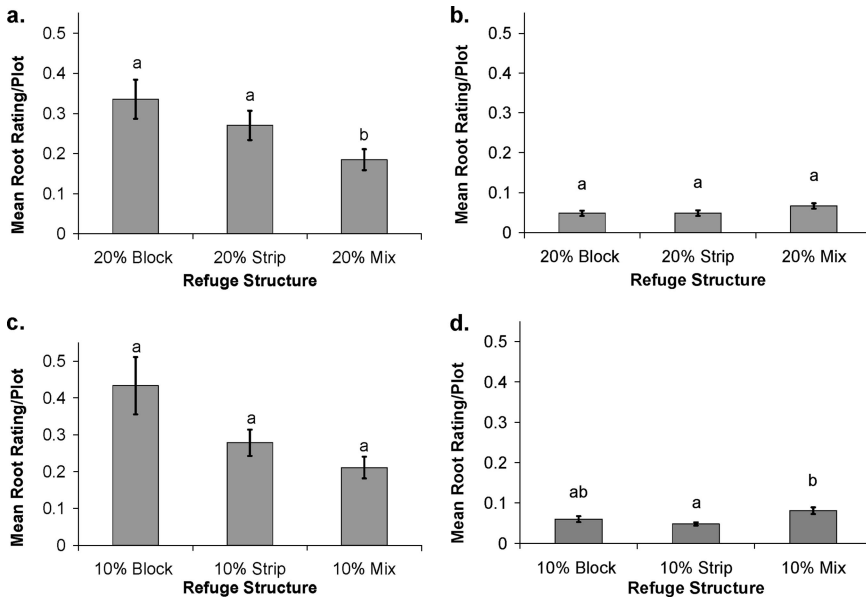 a.
Mean Root Rating/Plot
0.5
0.4
0.3
0.2
0.1
0
a
a
b
20% Block
20% Strip
20% Mix
Refuge Structure
b.
Mean Root Rating/Plot
0.5
0.4
0.3
0.2
0.1
0
a
a
a
20% Block
20% Strip
20% Mix
Refuge Structure
c.
Mean Root Rating/Plot
0.5
0.4
0.3
0.2
0.1
0
a
a
a
10% Block
10% Strip
10% Mix
Refuge Structure
d.
Mean Root Rating/Plot
0.5
0.4
0.3
0.2
0.1
0
ab
a
b
10% Block
10% Strip
10% Mix
Refuge Structure